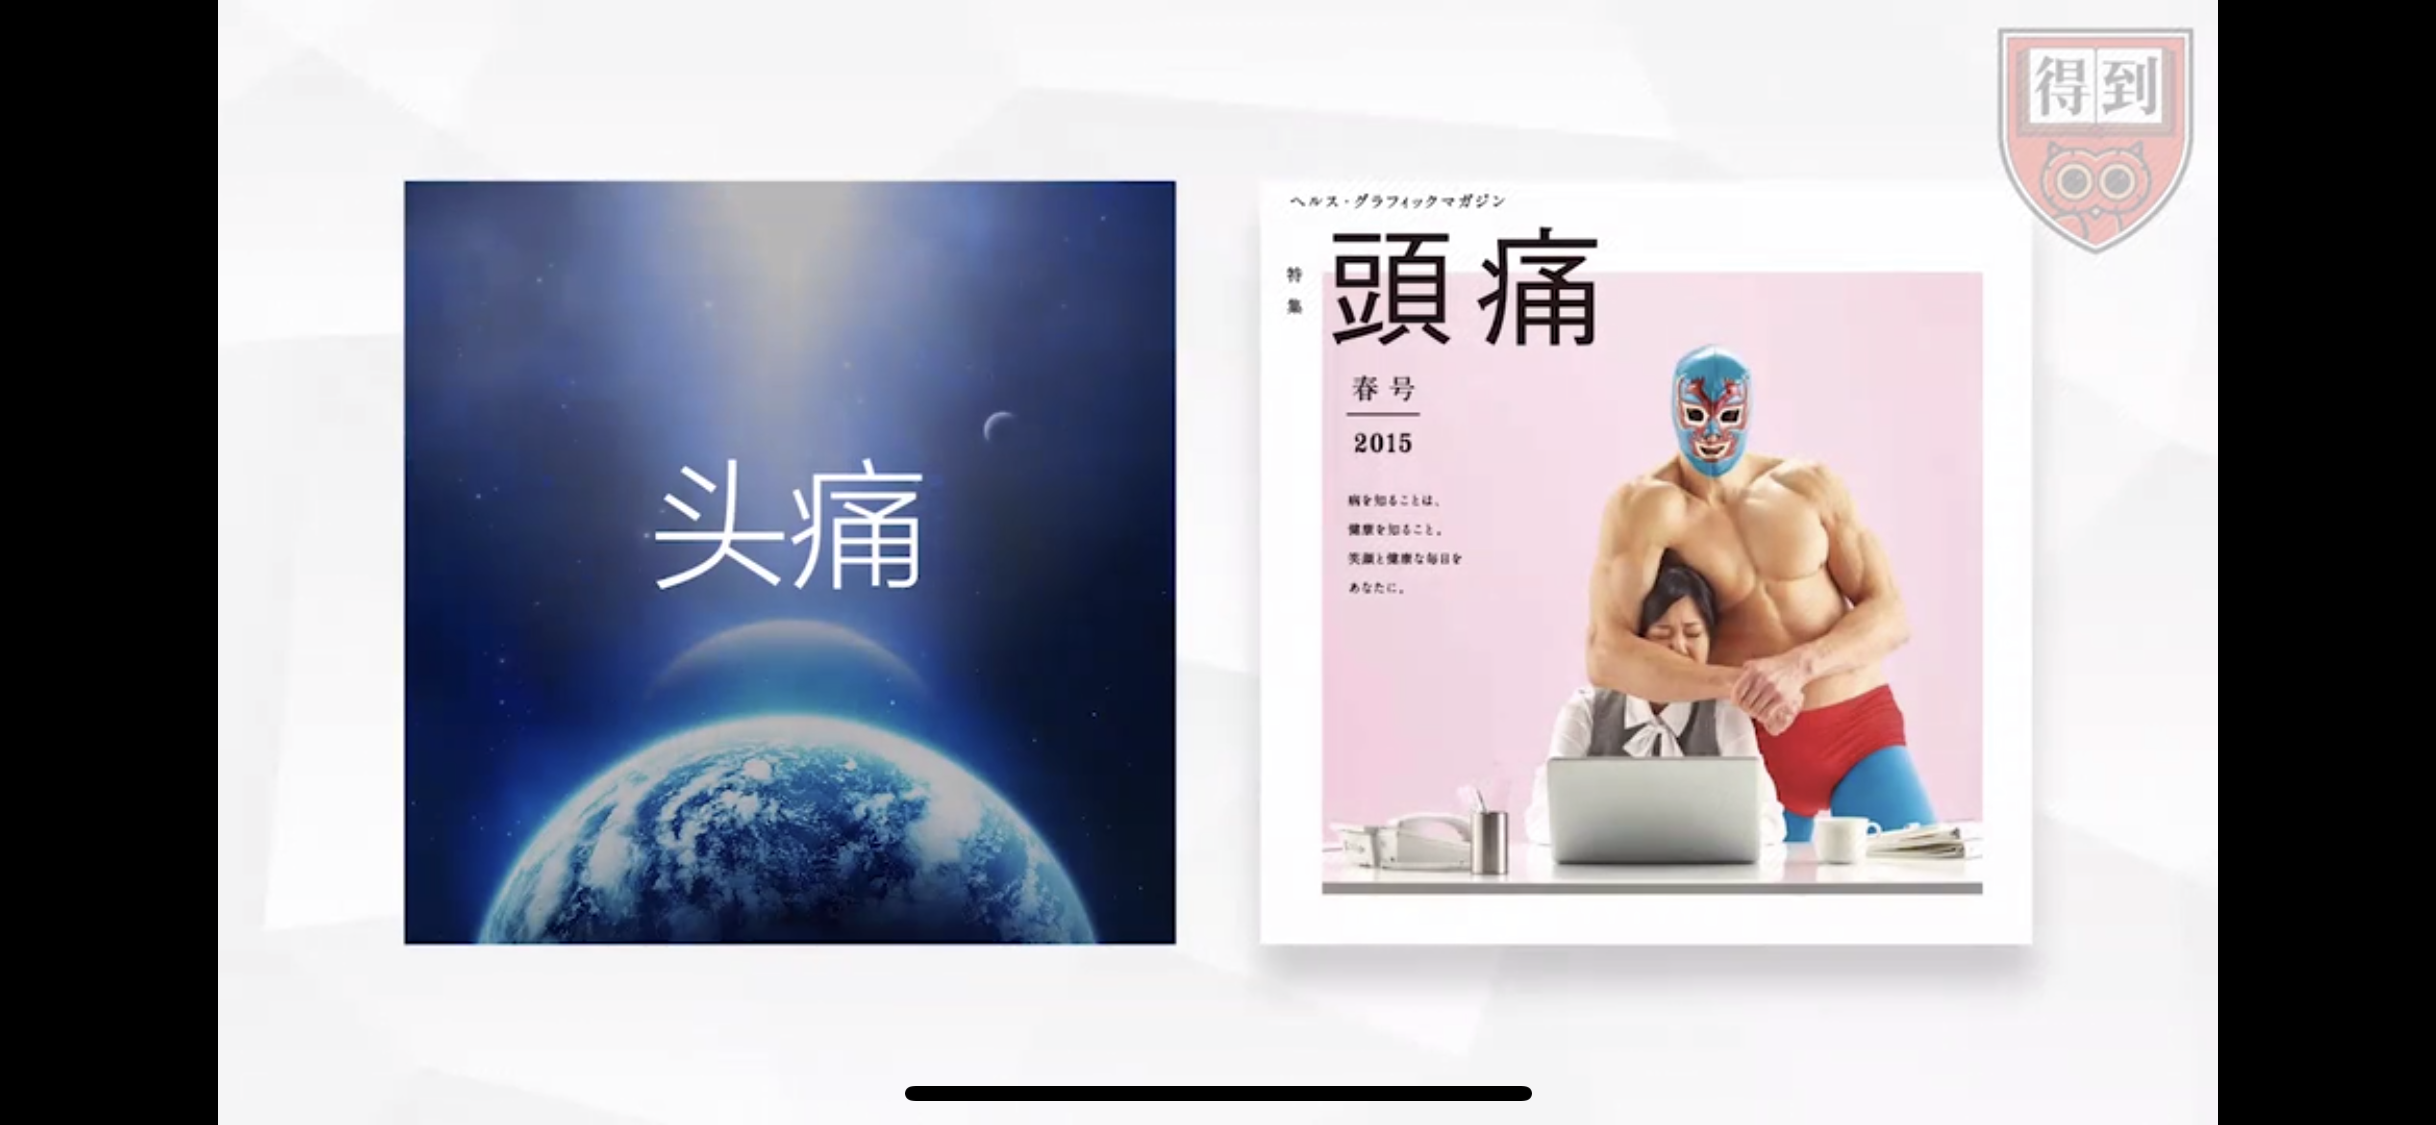 得到
头痛
ヘルス・グラフィックマガジン
特集
頭痛
春号
2015
病を知ることは、
健康を知ること。
笑顔と健康な毎日を
あなたに。